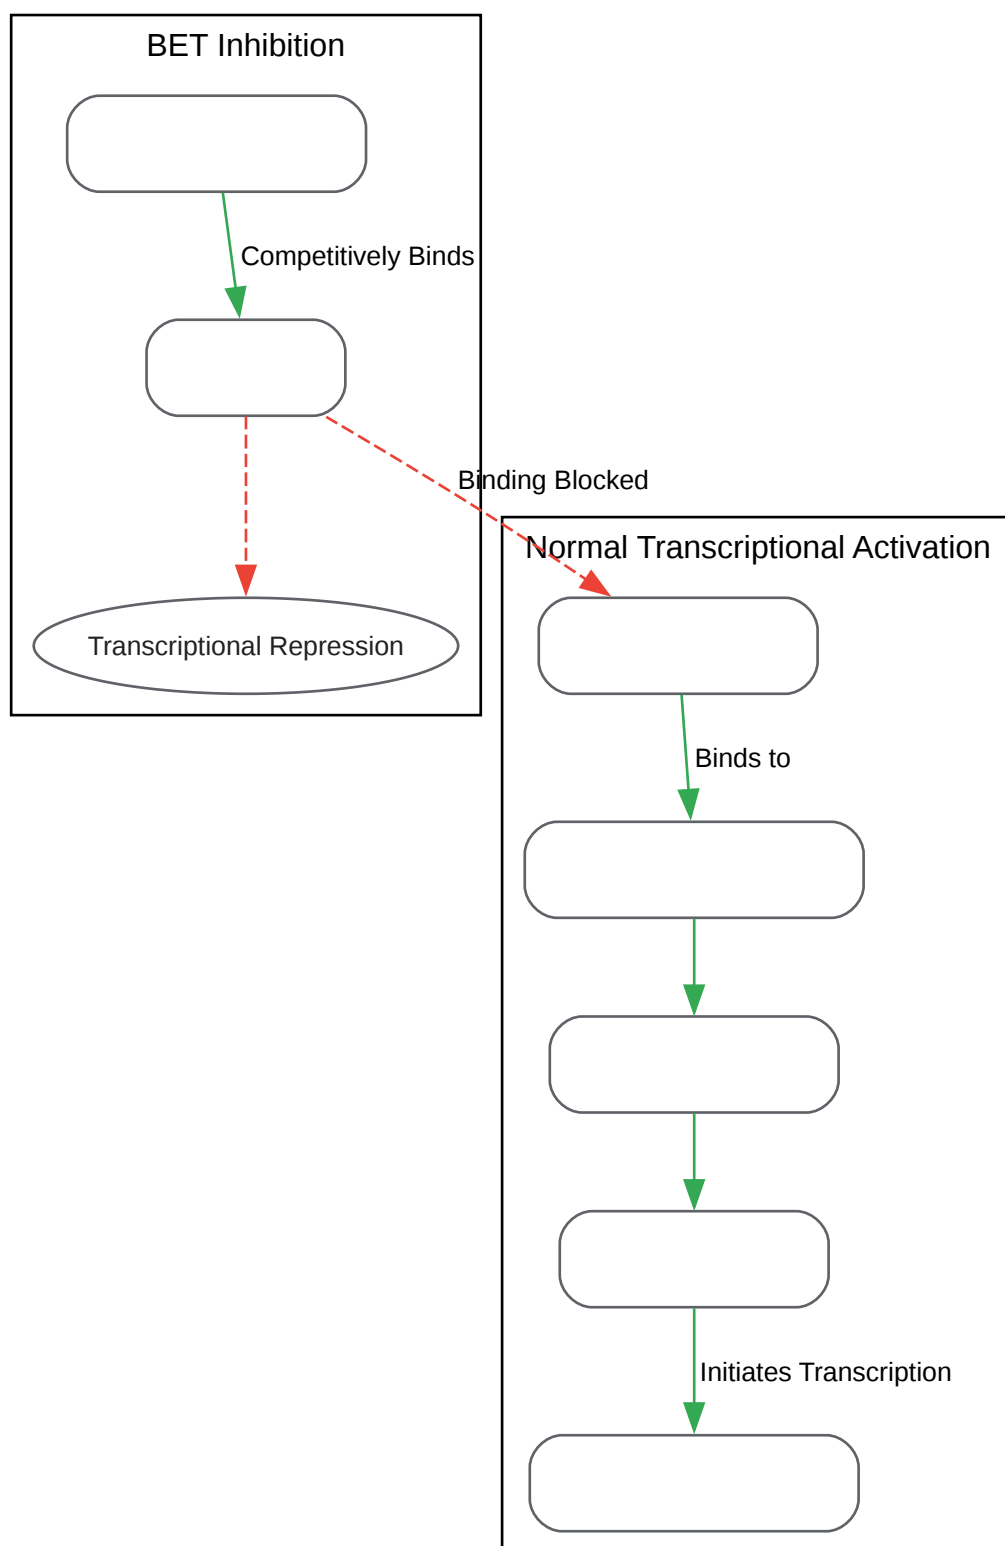 BET Inhibition
Competitively Binds
Binding Blocked
Transcriptional Repression
Normal Transcriptional Activation
Binds to
Initiates Transcription